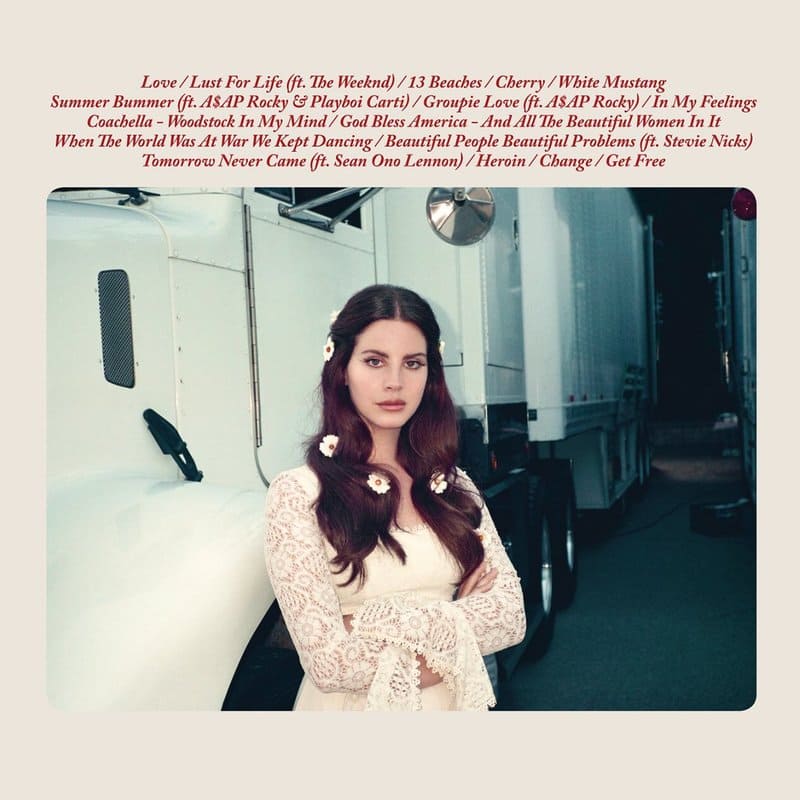 Love / Lust For Life (ft. The Weeknd) / 13 Beaches / Cherry / White Mustang
Summer Bummer (ft. A$AP Rocky & Playboi Carti) / Groupie Love (ft. A$AP Rocky) / In My Feelings
Coachella - Woodstock In My Mind / God Bless America - And All The Beautiful Women In It
When The World Was At War We Kept Dancing / Beautiful People Beautiful Problems (ft. Stevie Nicks)
Tomorrow Never Came (ft. Sean Ono Lennon) / Heroin / Change / Get Free